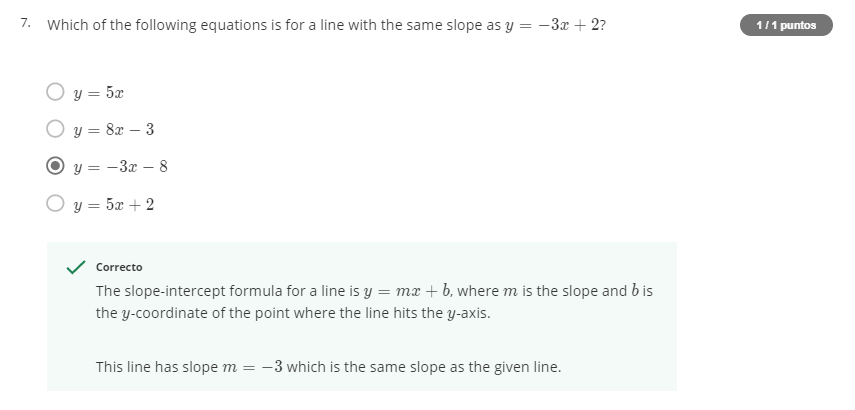 7. Which of the following equations is for a line with the same slope as y = −3x + 2?
1 / 1 puntos
y = 5x
y = 8x − 3
y = −3x − 8
y = 5x + 2
Correcto
The slope-intercept formula for a line is y = mx + b, where m is the slope and b is
the y-coordinate of the point where the line hits the y-axis.
This line has slope m = −3 which is the same slope as the given line.